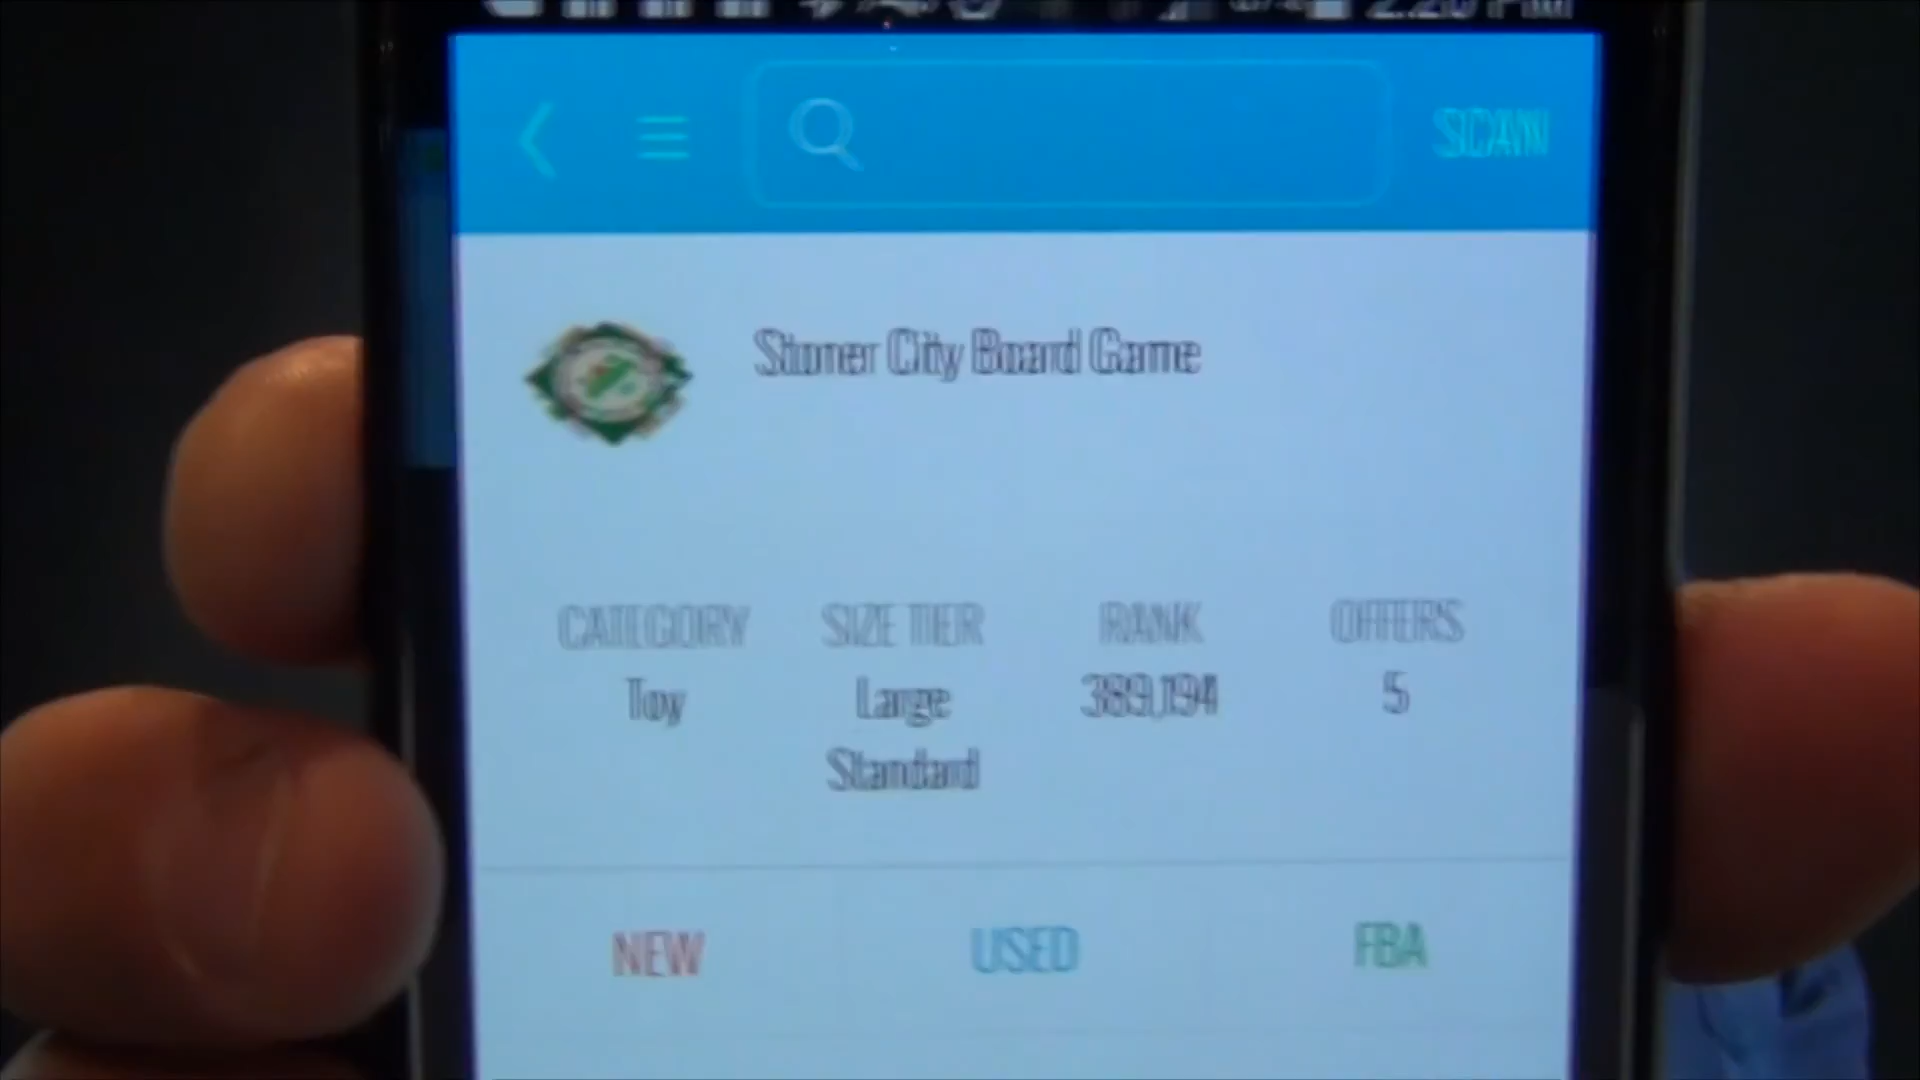 SCAN
Stoner City Board Game
CATEGORY SIZE TIER RANK OFFERS
Toy Large Standard 389,194 5
NEW USED FBA